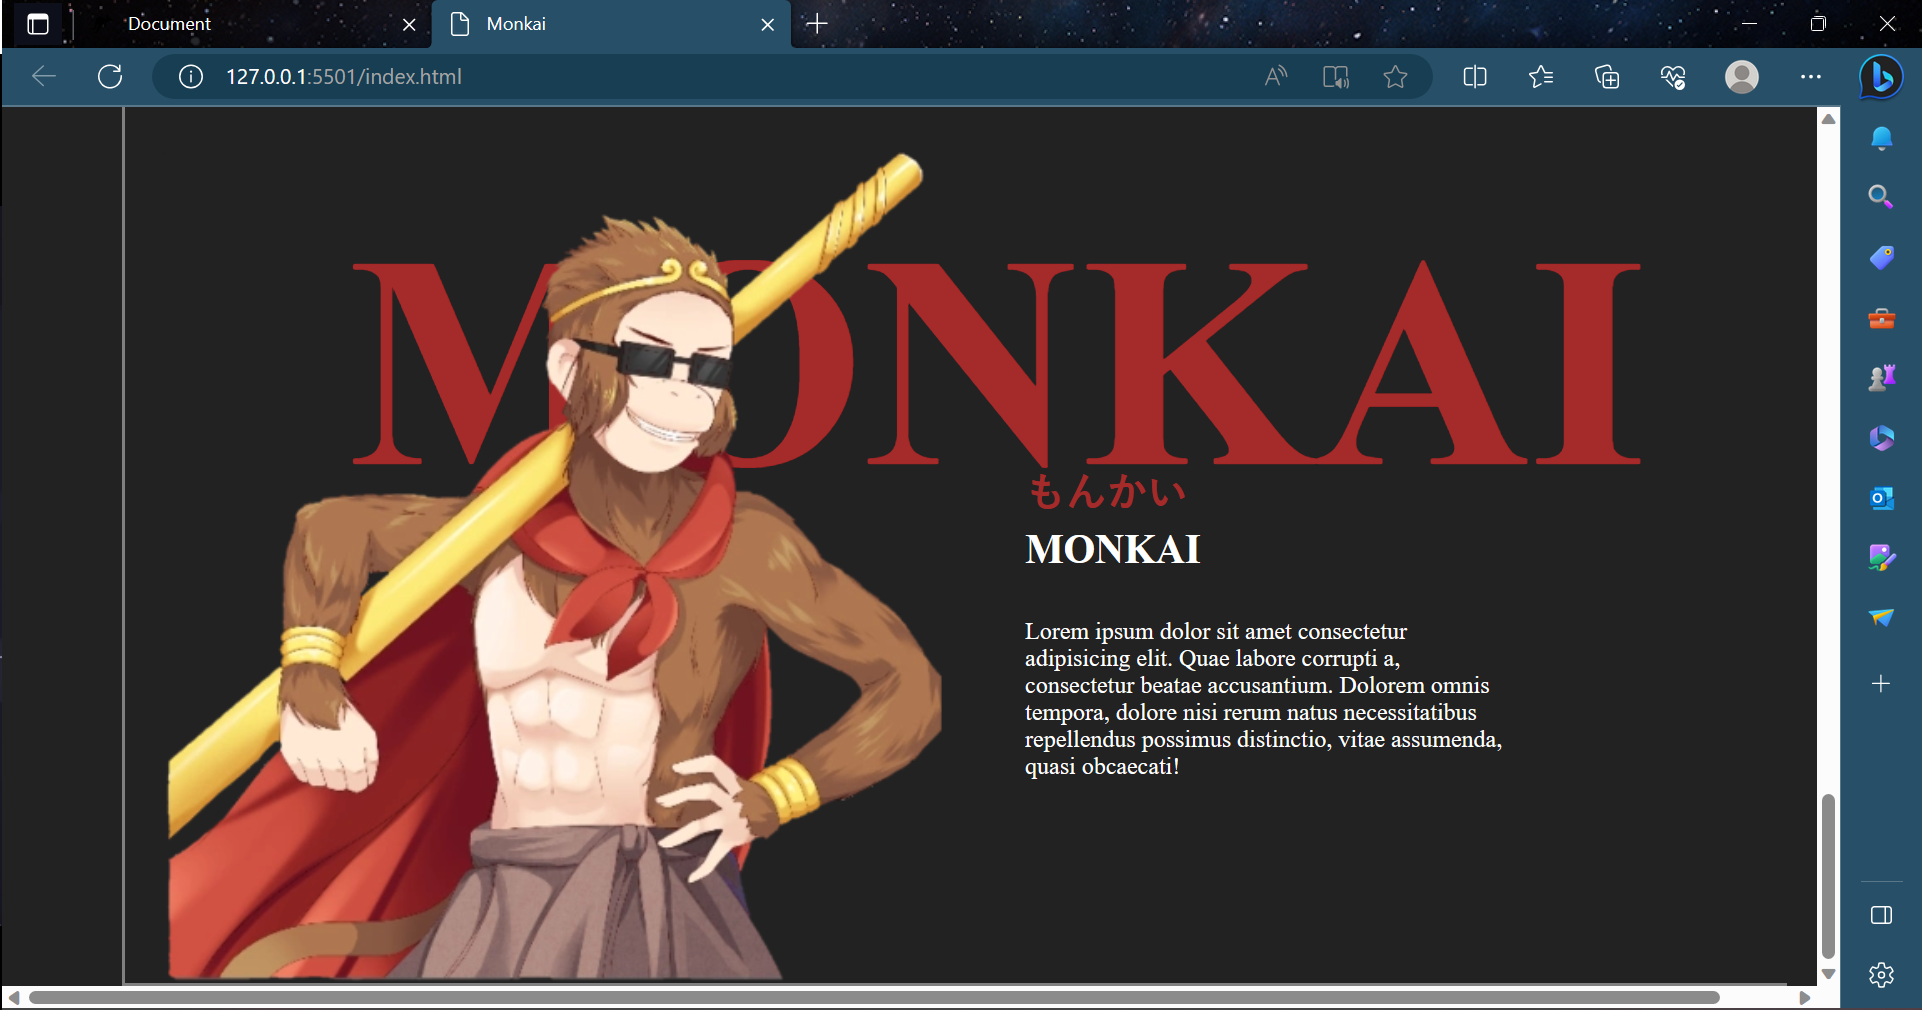 Document
Monkai
127.0.0.1:5501/index.html
MONKAI
もんかい
MONKAI
Lorem ipsum dolor sit amet consectetur
adipisicing elit. Quae labore corrupti a,
consectetur beatae accusantium. Dolorem omnis
tempora, dolore nisi rerum natus necessitatibus
repellendus possimus distinctio, vitae assumenda,
quasi obcaecati!